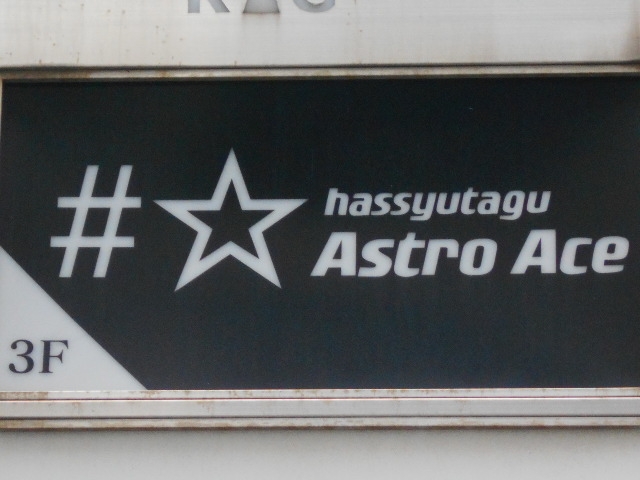 #☆ hassyutagu
Astro Ace
3F